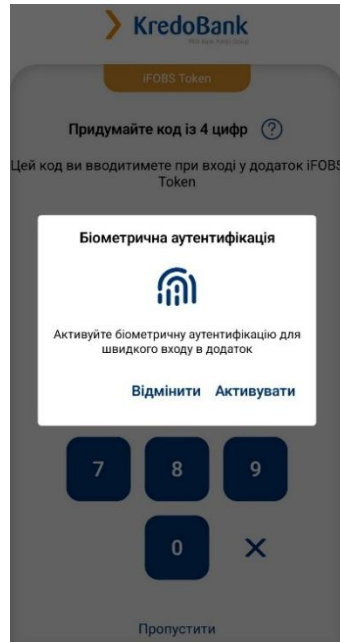 KredoBank
iFOBS Token
Придумайте код із 4 цифр ?
Цей код ви вводитимете при вході у додаток iFOBS
Token
Біометрична аутентифікація
Активуйте біометричну аутентифікацію для
швидкого входу в додаток
Відмінити Активувати
7 8 9
0 ✕
Пропустити